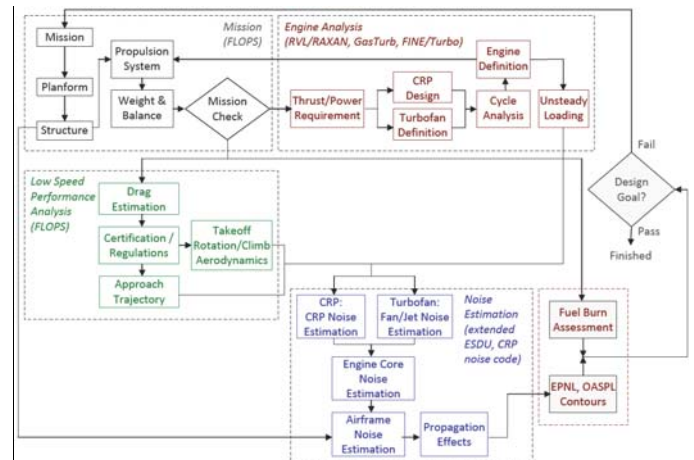 Mission
(FLOPS)
Mission
Planform
Structure
Propulsion
System
Weight &
Balance
Mission
Check
Engine Analysis
(RVL/RAXAN, GasTurb, FINE/Turbo)
Engine
Definition
Thrust/Power
Requirement
CRP
Design
Turbofan
Definition
Cycle
Analysis
Unsteady
Loading
Fail
Design
Goal?
Pass
Finished
Low Speed
Performance
Analysis
(FLOPS)
Drag
Estimation
Certification /
Regulations
Takeoff
Rotation/Climb
Aerodynamics
Approach
Trajectory
CRP:
CRP Noise
Estimation
Turbofan:
Fan/Jet Noise
Estimation
Noise
Estimation
(extended
ESDU, CRP
noise code)
Engine Core
Noise
Estimation
Airframe
Noise
Estimation
Propagation
Effects
Fuel Burn
Assessment
EPNL, OASPL
Contours